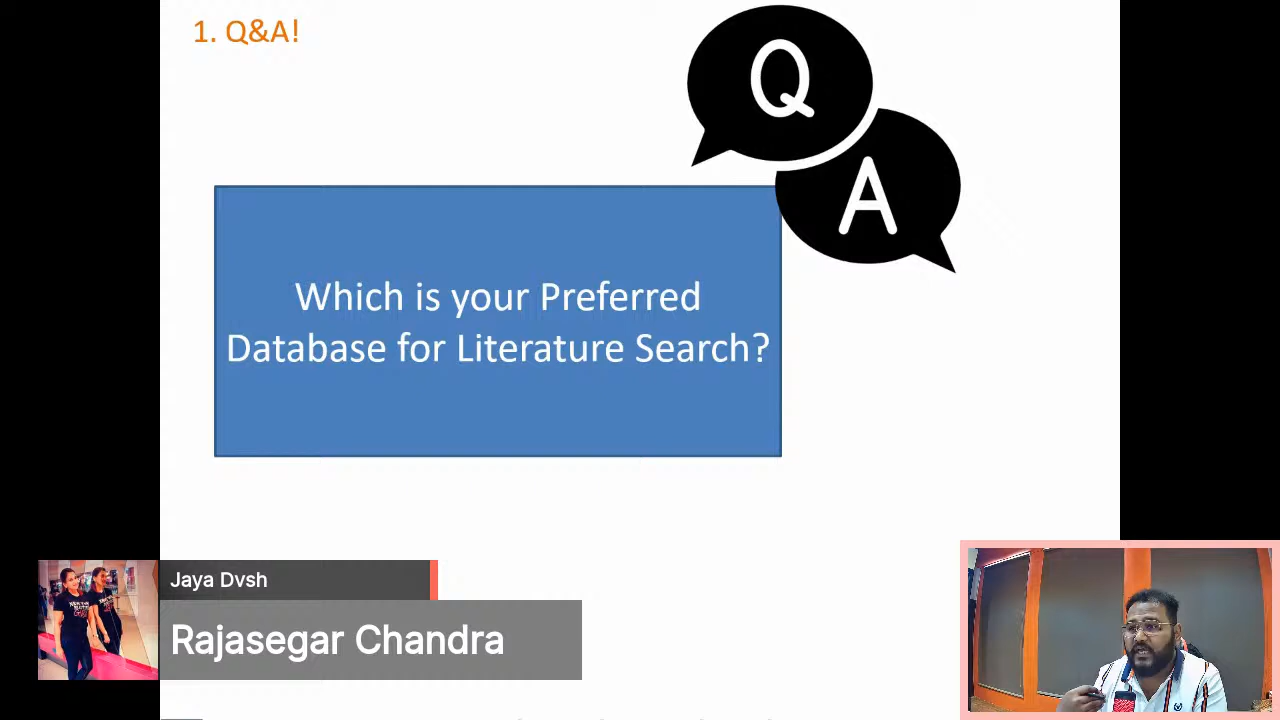 1. Q&A!
Q
A
Which is your Preferred
Database for Literature Search?
Jaya Dvsh
Rajasegar Chandra